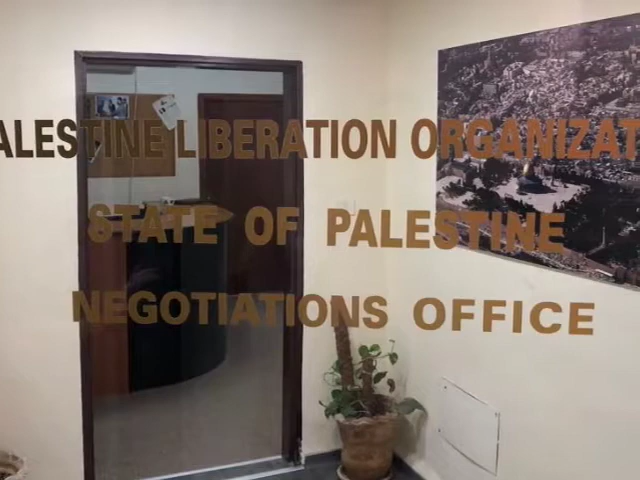 ALESTINE LIBERATION ORGANIZAT
STATE OF PALESTINE
NEGOTIATIONS OFFICE